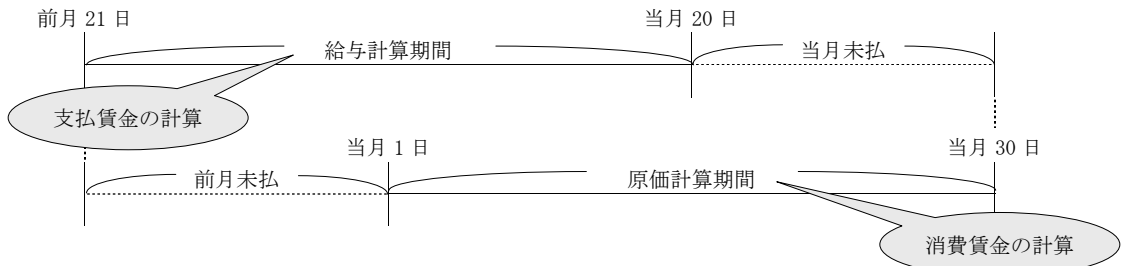 前月 21 日
当月 20 日
給与計算期間
当月未払
支払賃金の計算
当月 1 日
当月 30 日
前月未払
原価計算期間
消費賃金の計算